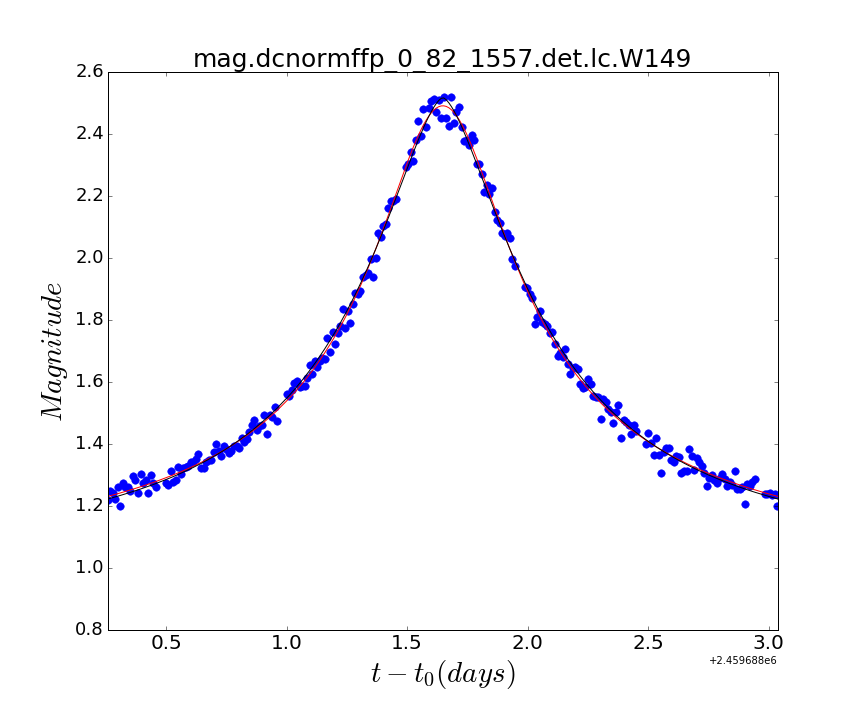 mag.dcnormffp_0_82_1557.det.lc.W149
2.6
2.4
2.2
2.0
1.8
1.6
1.4
1.2
1.0
0.8
Magnitude
0.5 1.0 1.5 2.0 2.5 3.0
+2.459688e6
t − t₀(days)